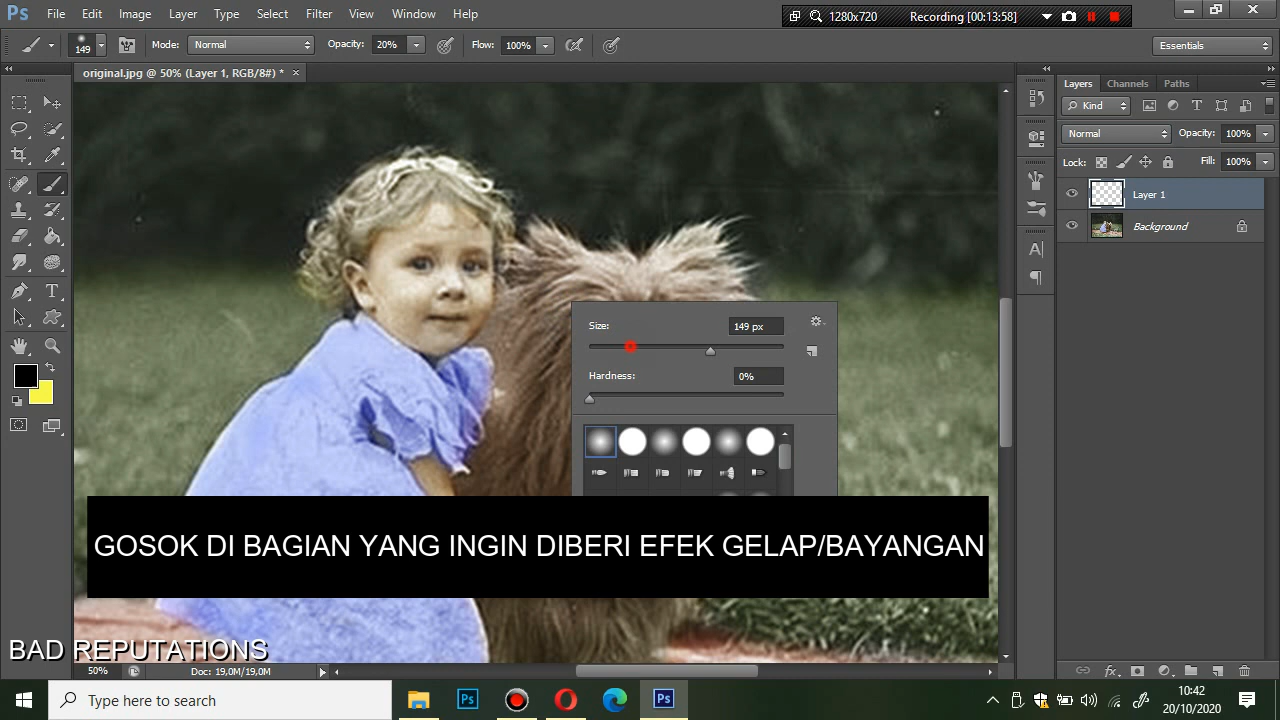 Ps File Edit Image Layer Type Select Filter View Window Help
1280x720 Recording [00:13:58]
149 Mode: Normal Opacity: 20% Flow: 100% Essentials
original.jpg @ 50% (Layer 1, RGB/8#) * ×
Layers Channels Paths
Kind
Normal Opacity: 100%
Lock: Fill: 100%
Layer 1
Background
Size: 149 px
Hardness: 0%
GOSOK DI BAGIAN YANG INGIN DIBERI EFEK GELAP/BAYANGAN
BAD REPUTATIONS
50% Doc: 19,0M/19,0M
Type here to search
Ps
Ps
10:42
20/10/2020